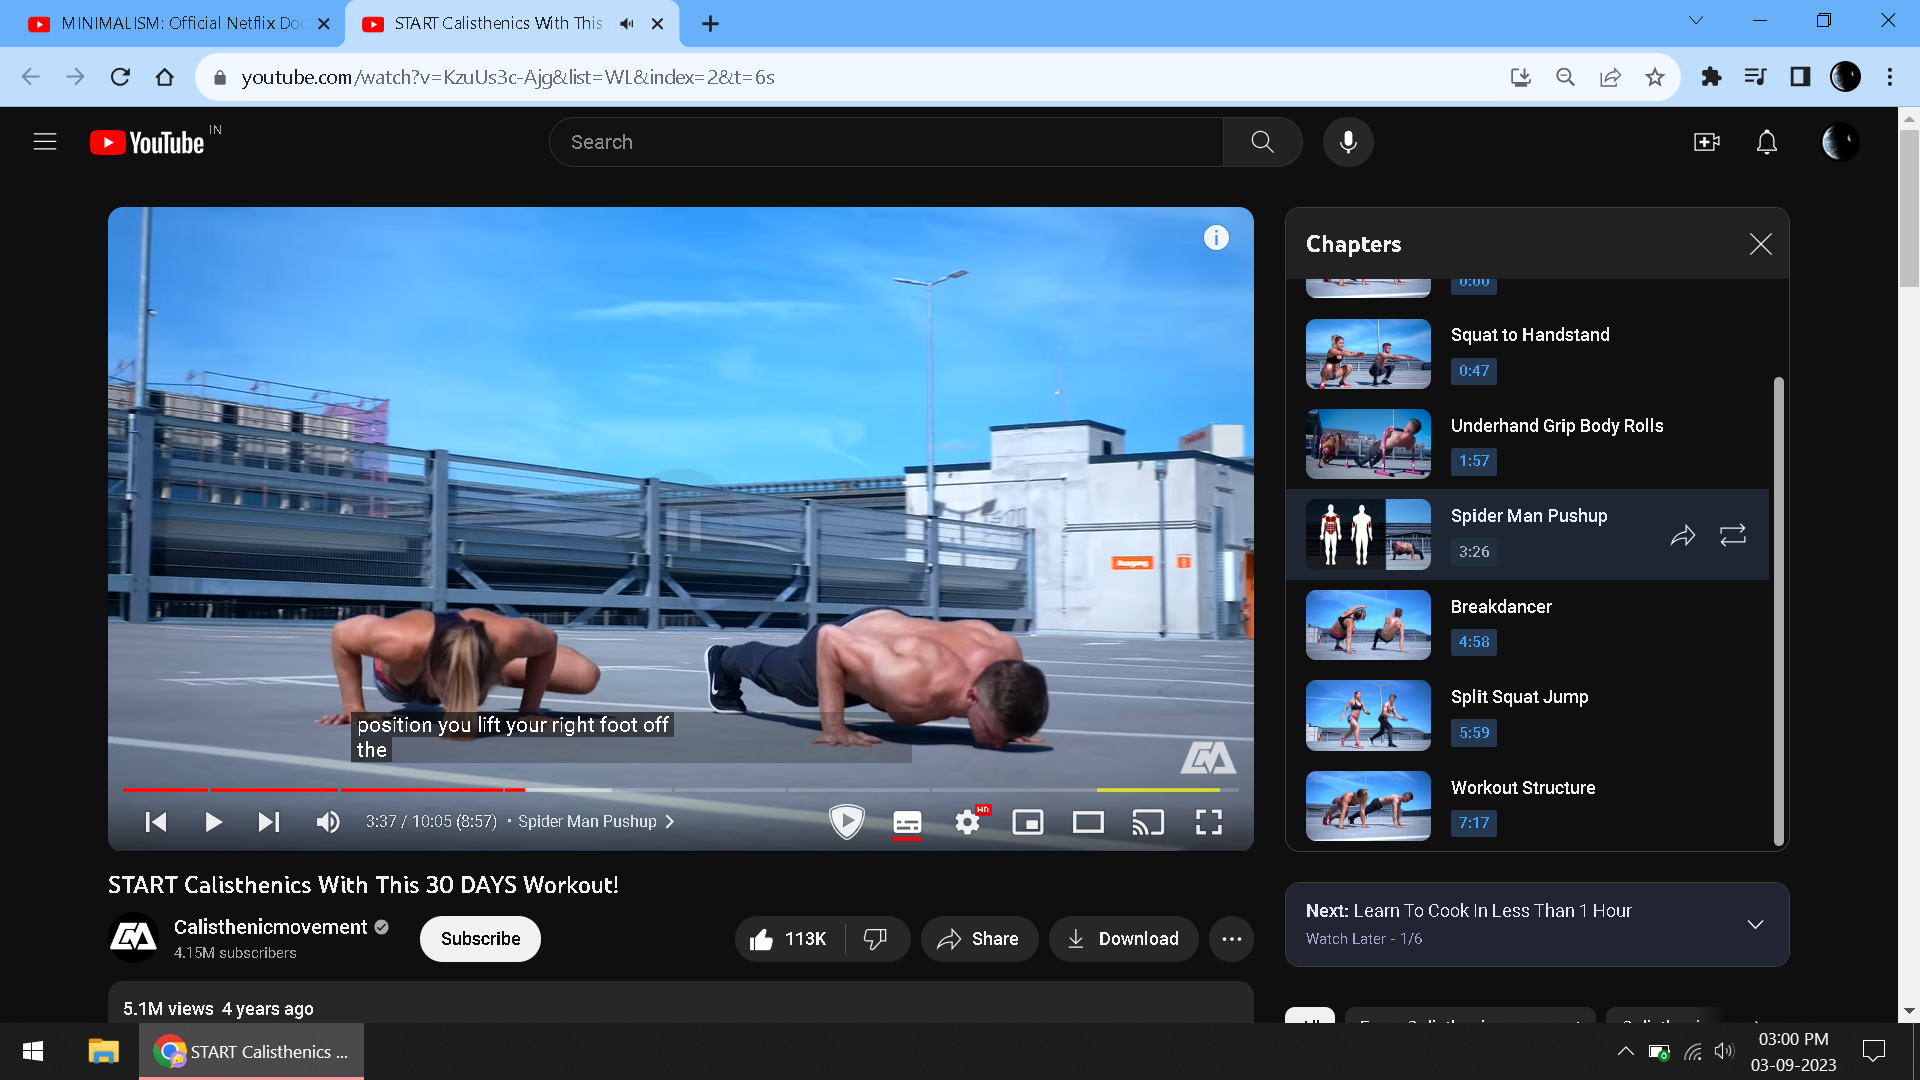 MINIMALISM: Official Netflix Doc
START Calisthenics With This
youtube.com/watch?v=KzuUs3c-Ajg&list=WL&index=2&t=6s
YouTube
IN
Search
Chapters
0:00
Squat to Handstand
0:47
Underhand Grip Body Rolls
1:57
Spider Man Pushup
3:26
Breakdancer
4:58
Split Squat Jump
5:59
Workout Structure
7:17
position you lift your right foot off
the
3:37 / 10:05 (8:57) • Spider Man Pushup
HD
START Calisthenics With This 30 DAYS Workout!
Calisthenicmovement
4.15M subscribers
Subscribe
113K
Share
Download
Next: Learn To Cook In Less Than 1 Hour
Watch Later - 1/6
5.1M views 4 years ago
START Calisthenics ...
03:00 PM
03-09-2023